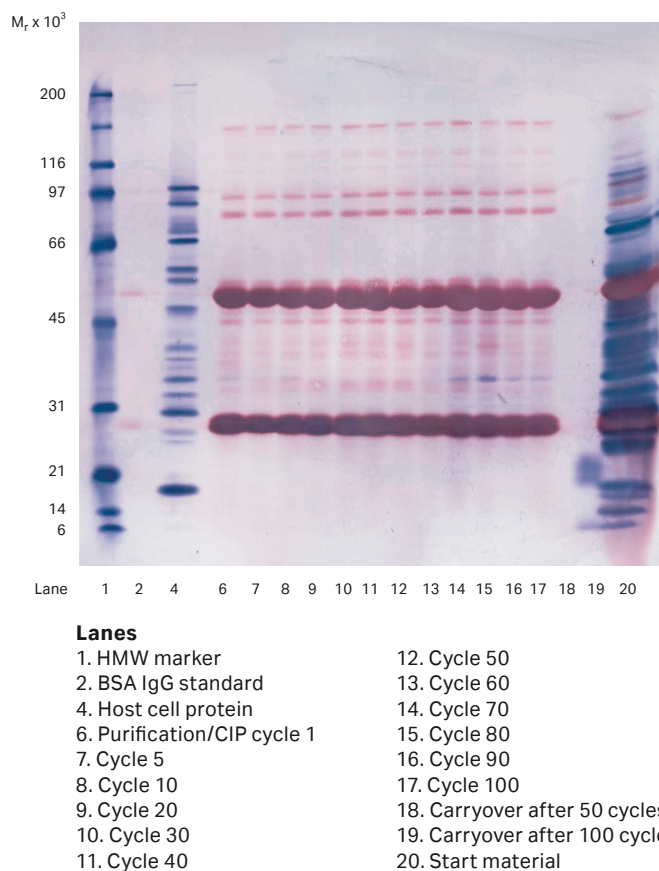 Mr x 10³
200
116
97
66
45
31
21
14
6
Lane 1 2 4 6 7 8 9 10 11 12 13 14 15 16 17 18 19 20
Lanes
1. HMW marker
2. BSA IgG standard
4. Host cell protein
6. Purification/CIP cycle 1
7. Cycle 5
8. Cycle 10
9. Cycle 20
10. Cycle 30
11. Cycle 40
12. Cycle 50
13. Cycle 60
14. Cycle 70
15. Cycle 80
16. Cycle 90
17. Cycle 100
18. Carryover after 50 cycles
19. Carryover after 100 cycle
20. Start material